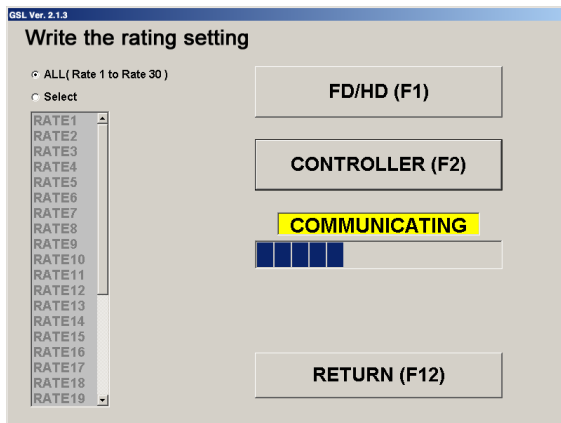 GSL Ver. 2.1.3
Write the rating setting
ALL( Rate 1 to Rate 30 )
Select
RATE1
RATE2
RATE3
RATE4
RATE5
RATE6
RATE7
RATE8
RATE9
RATE10
RATE11
RATE12
RATE13
RATE14
RATE15
RATE16
RATE17
RATE18
RATE19
FD/HD (F1)
CONTROLLER (F2)
COMMUNICATING
RETURN (F12)